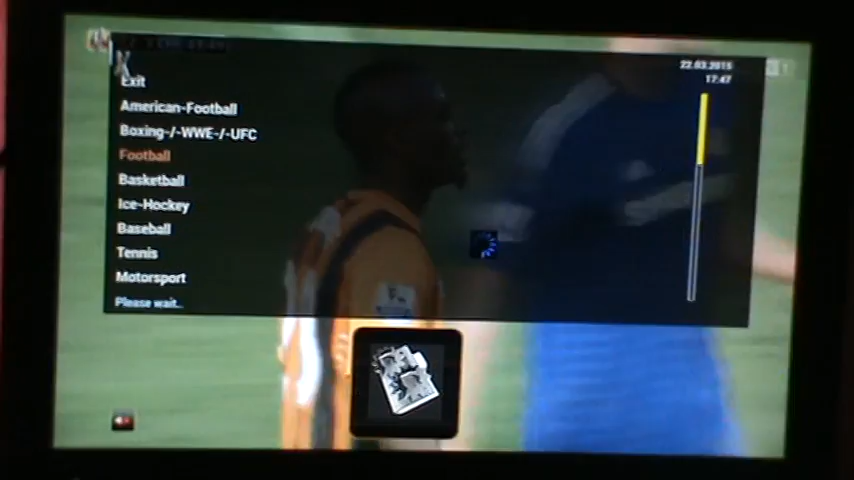 22.03.2015
17:47
Exit
American-Football
Boxing-/-WWE-/-UFC
Football
Basketball
Ice-Hockey
Baseball
Tennis
Motorsport
Please wait..